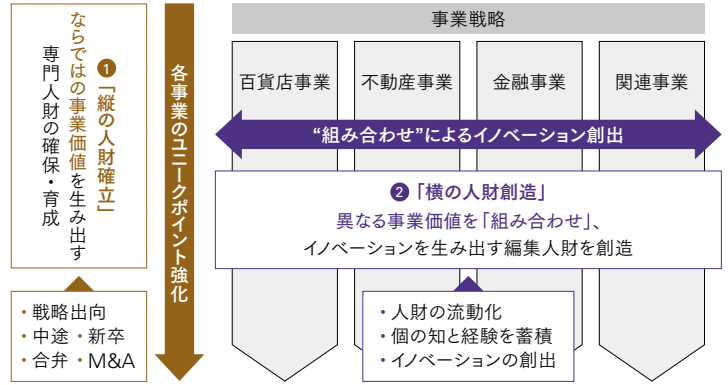 ❶「縦の人財確立」
ならではの事業価値を生み出す
専門人財の確保・育成
・戦略出向
・中途 ・新卒
・合弁 ・M&A
各事業のユニークポイント強化
事業戦略
百貨店事業
不動産事業
金融事業
関連事業
“組み合わせ”によるイノベーション創出
❷「横の人財創造」
異なる事業価値を「組み合わせ」、
イノベーションを生み出す編集人財を創造
・人財の流動化
・個の知と経験を蓄積
・イノベーションの創出